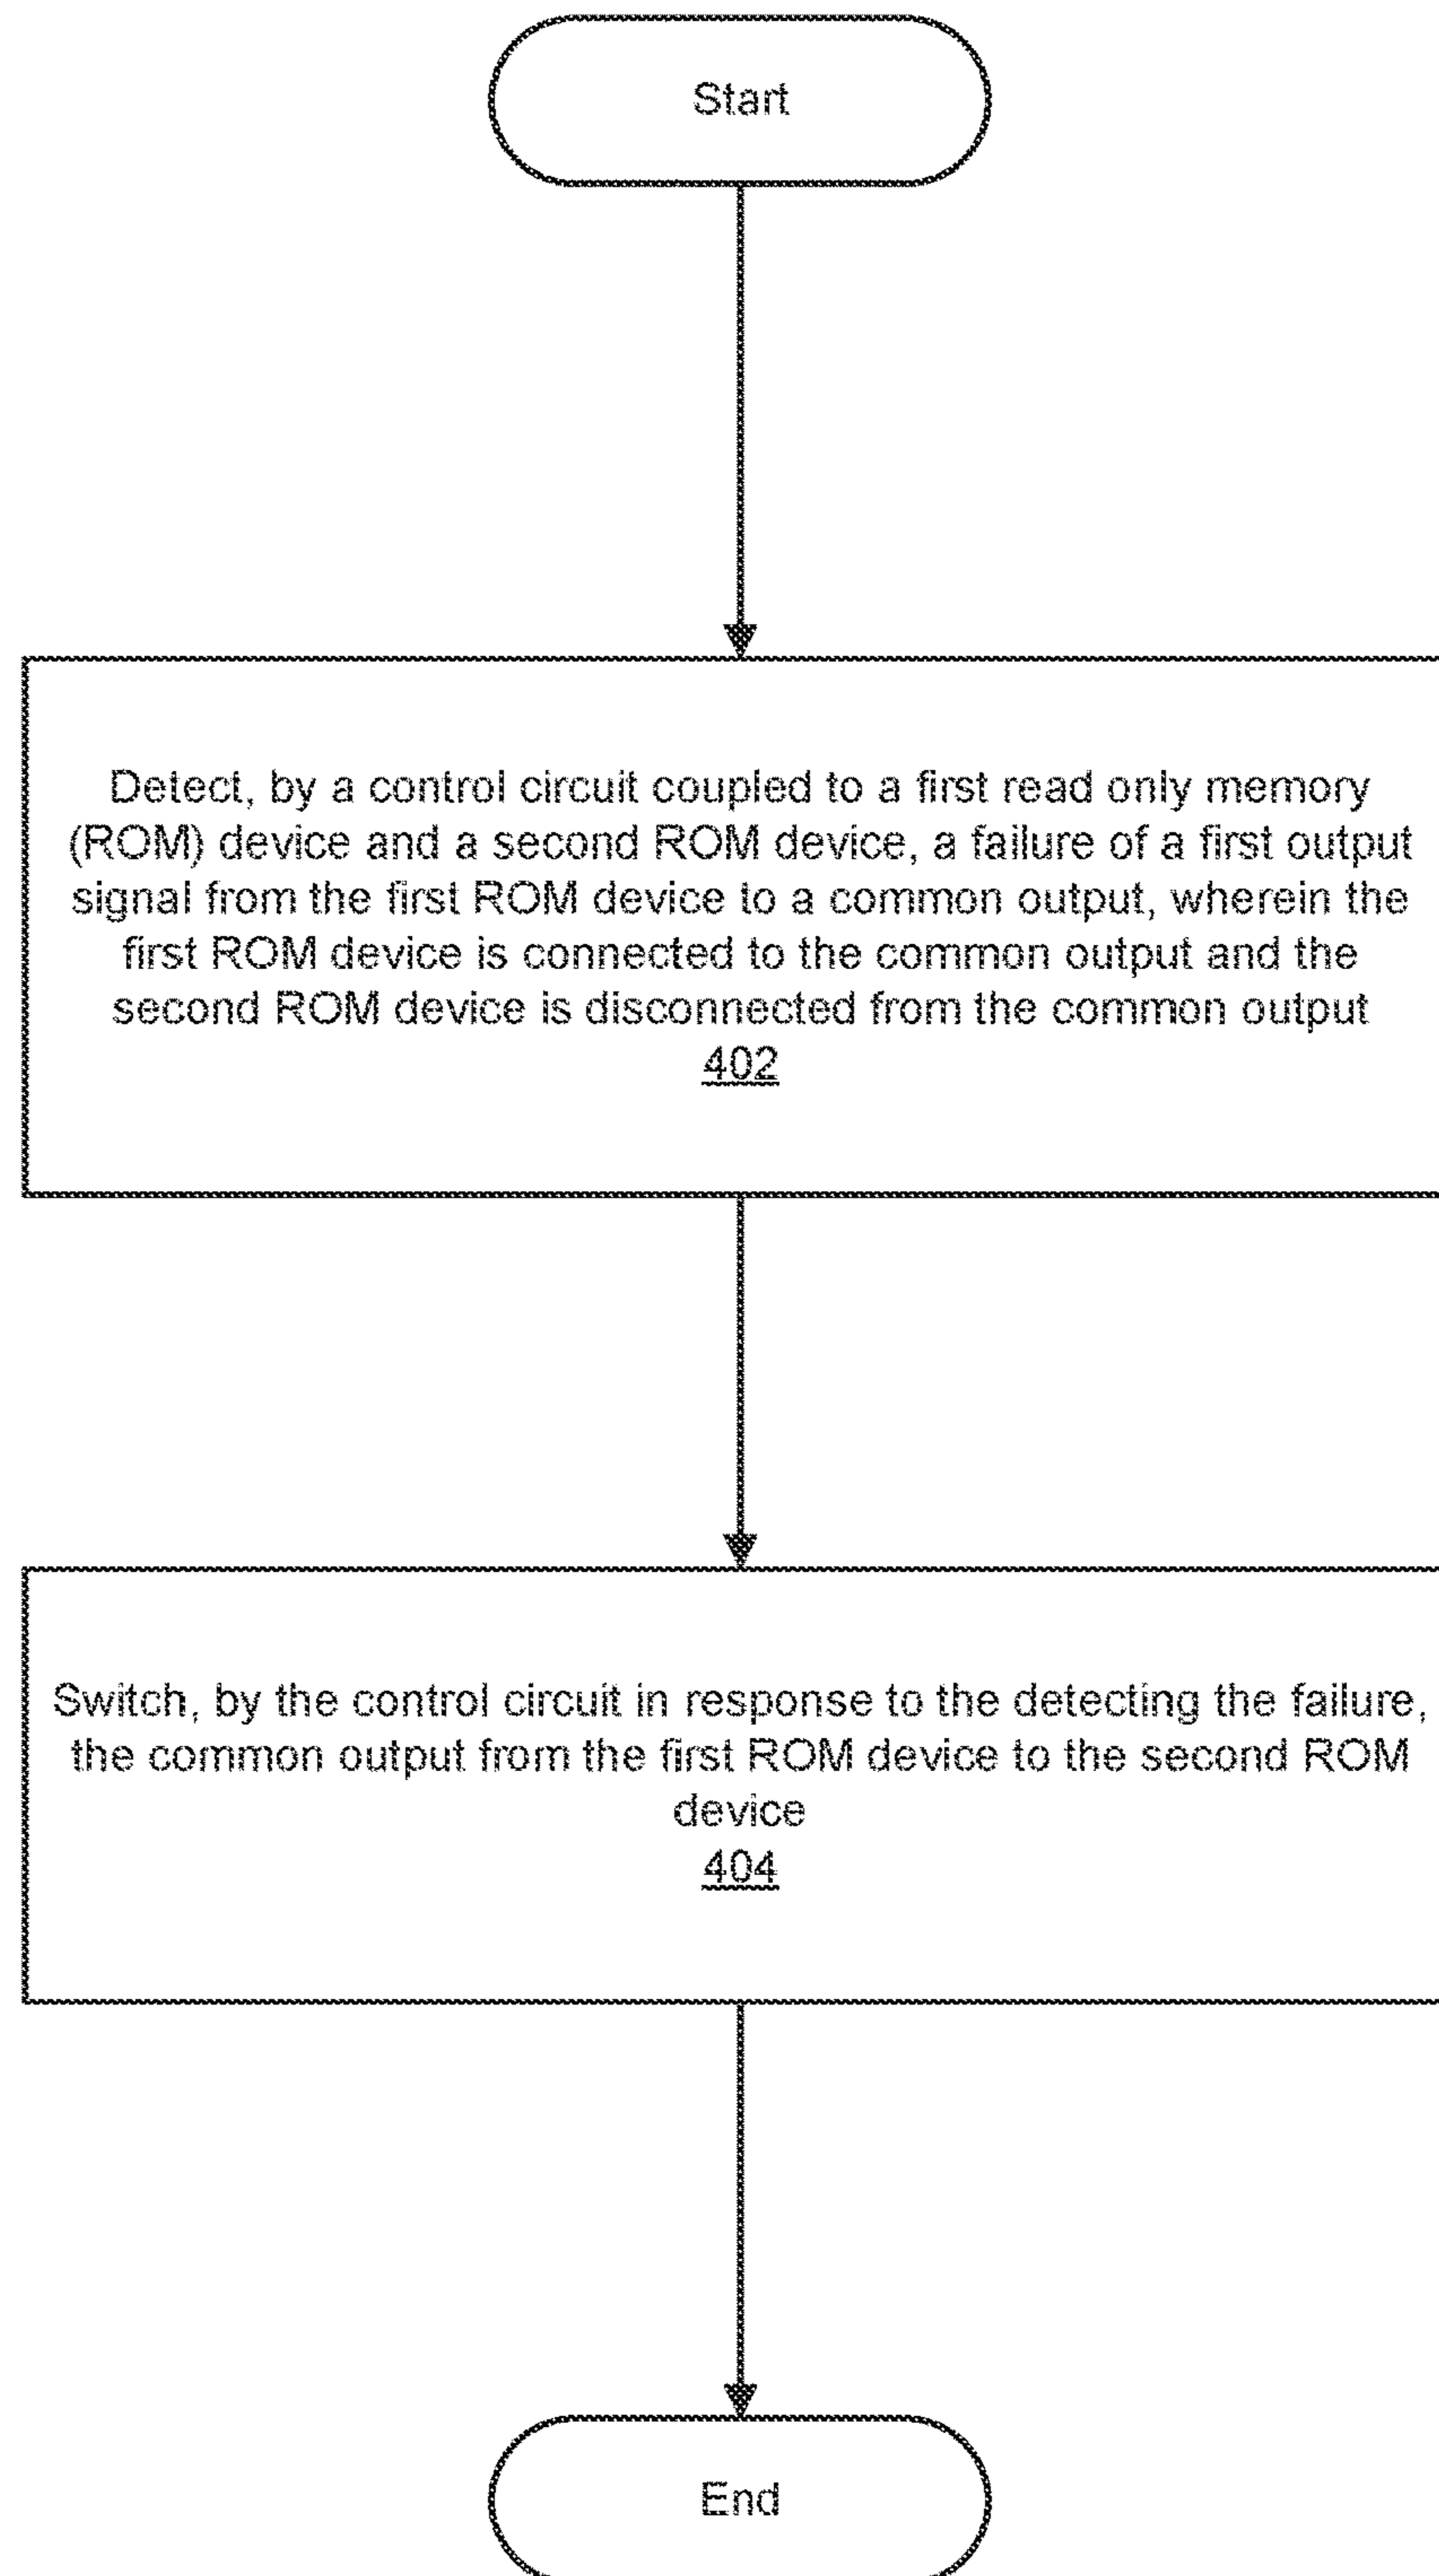 Start
Detect, by a control circuit coupled to a first read only memory
(ROM) device and a second ROM device, a failure of a first output
signal from the first ROM device to a common output, wherein the
first ROM device is connected to the common output and the
second ROM device is disconnected from the common output
402
Switch, by the control circuit in response to the detecting the failure,
the common output from the first ROM device to the second ROM
device
404
End